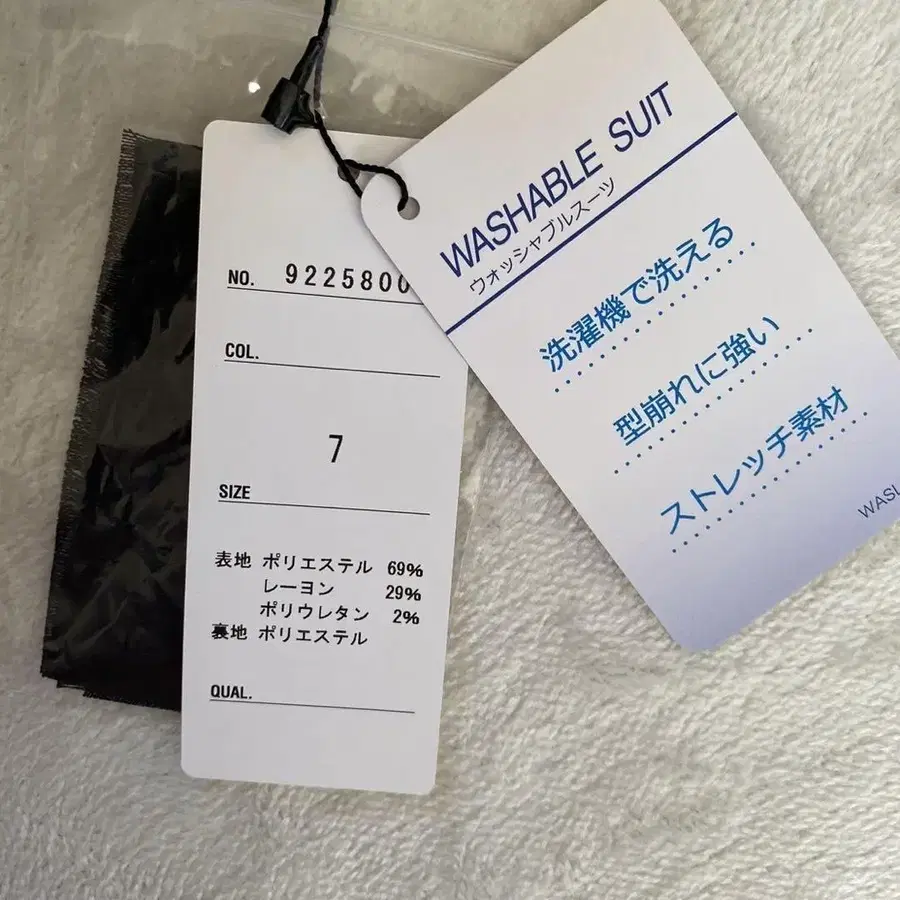 NO. 9225800
COL.
7
SIZE
表地 ポリエステル 69%
レーヨン 29%
ポリウレタン 2%
裏地 ポリエステル
QUAL.
WASHABLE SUIT
ウォッシャブルスーツ
洗濯機で洗える
型崩れに強い
ストレッチ素材